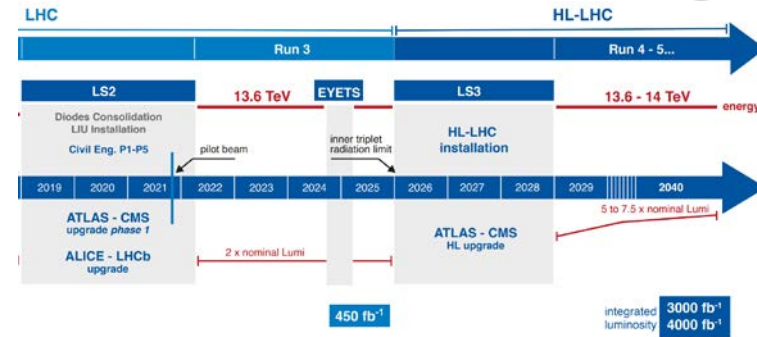 LHC
HL-LHC
Run 3
Run 4 - 5...
LS2
13.6 TeV
EYETS
LS3
13.6 - 14 TeV
energy
Diodes Consolidation
LIU Installation
Civil Eng. P1-P5
pilot beam
inner triplet
radiation limit
HL-LHC
installation
2019 2020 2021 2022 2023 2024 2025 2026 2027 2028 2029 2040
5 to 7.5 x nominal Lumi
ATLAS - CMS
upgrade phase 1
ALICE - LHCb
upgrade
2 x nominal Lumi
ATLAS - CMS
HL upgrade
450 fb⁻¹
integrated
luminosity
3000 fb⁻¹
4000 fb⁻¹